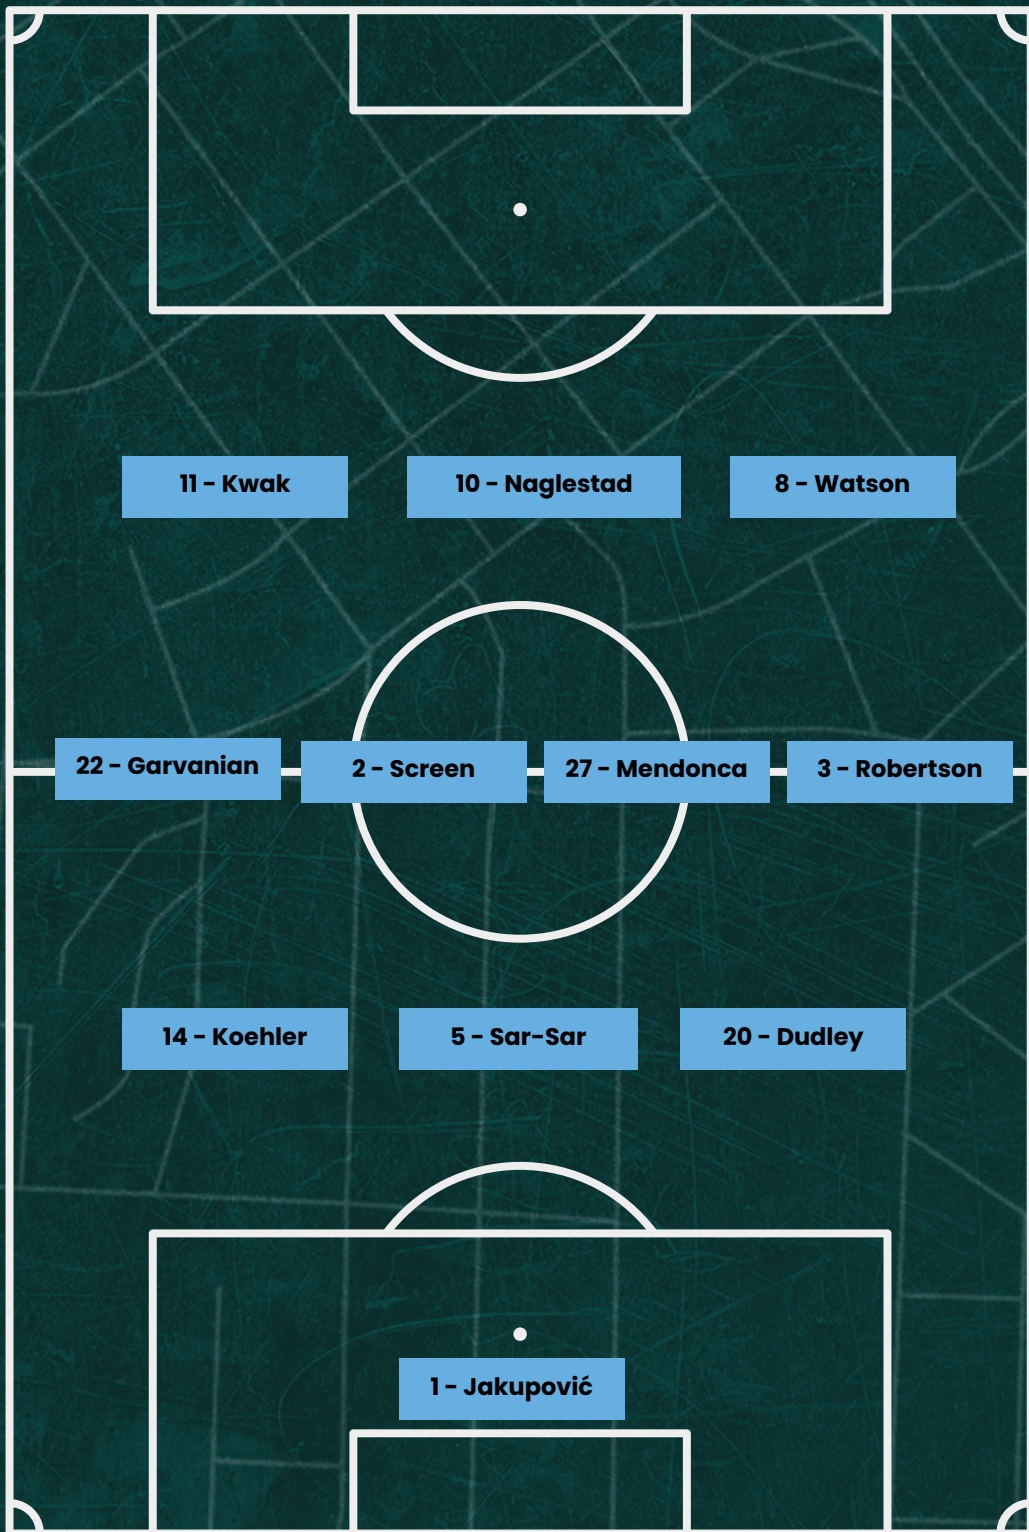 11 - Kwak
10 - Naglestad
8 - Watson
22 - Garvanian
2 - Screen
27 - Mendonca
3 - Robertson
14 - Koehler
5 - Sar-Sar
20 - Dudley
1 - Jakupović